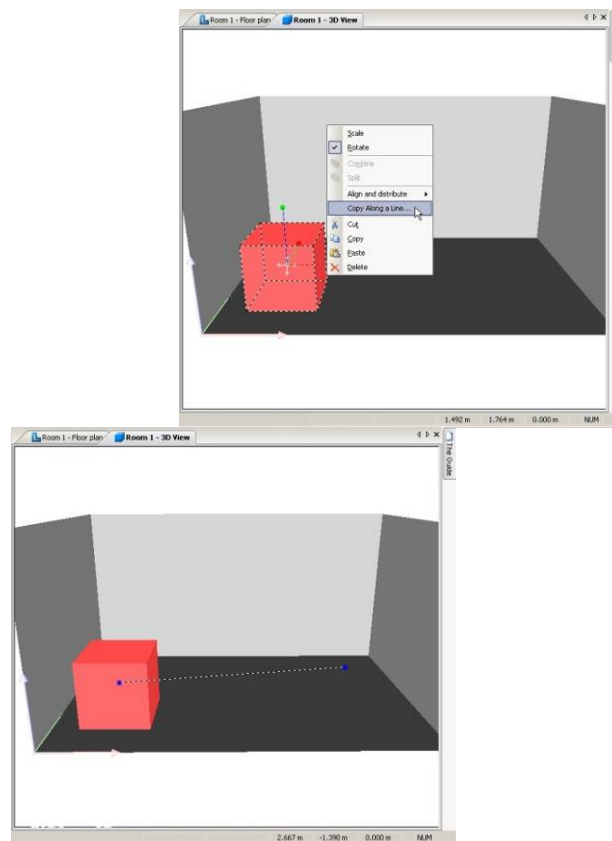 Room 1 - Floor plan Room 1 - 3D View
Scale
Rotate
Combine
Split
Align and distribute
Copy Along a Line...
Cut
Copy
Paste
Delete
1.492 m 1.764 m 0.000 m NUM
Room 1 - Floor plan Room 1 - 3D View
The Guide
2.667 m -1.390 m 0.000 m NUM